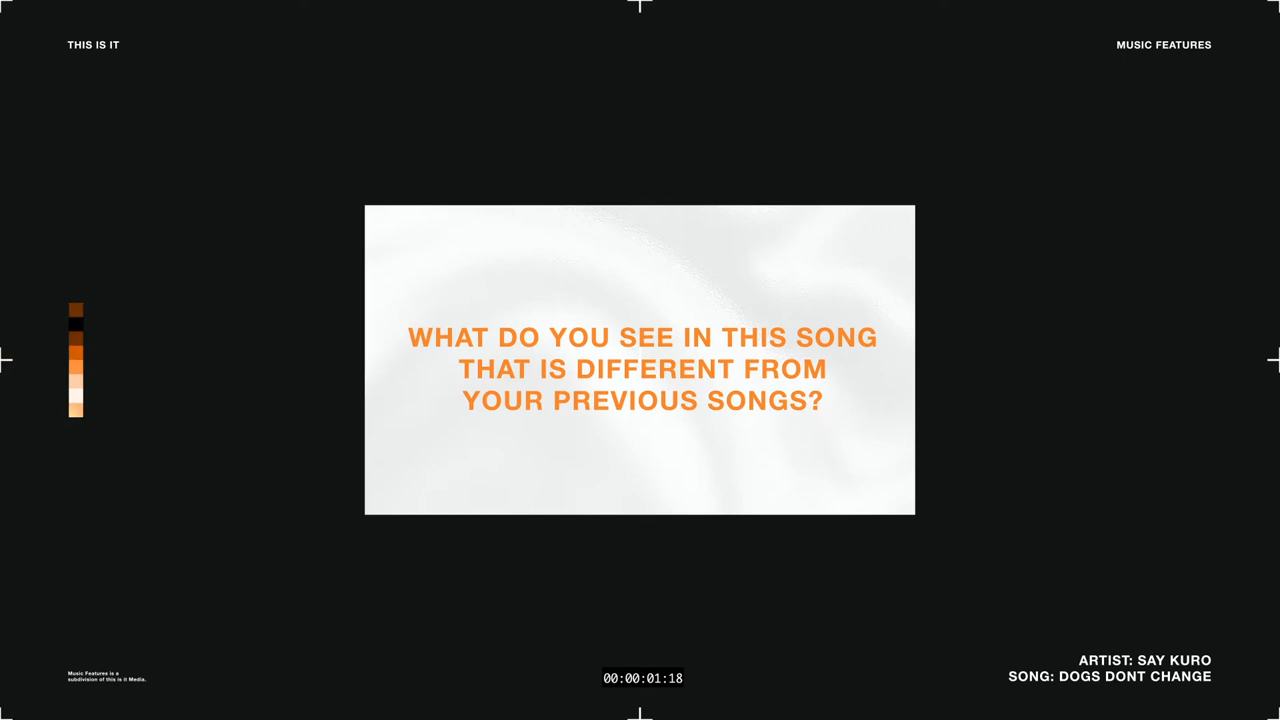 THIS IS IT
MUSIC FEATURES
WHAT DO YOU SEE IN THIS SONG
THAT IS DIFFERENT FROM
YOUR PREVIOUS SONGS?
Music Features is a
subdivision of this is it Media.
00:00:01:18
ARTIST: SAY KURO
SONG: DOGS DONT CHANGE